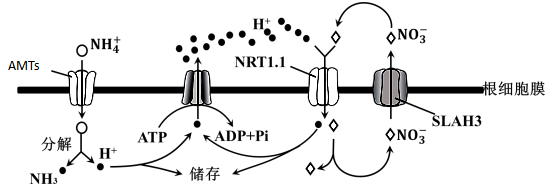 H⁺
NO₃⁻
NH₄⁺
AMTs
NRT1.1
根细胞膜
SLAH3
分解
ATP
ADP+Pi
NO₃⁻
H⁺
NH₃
储存